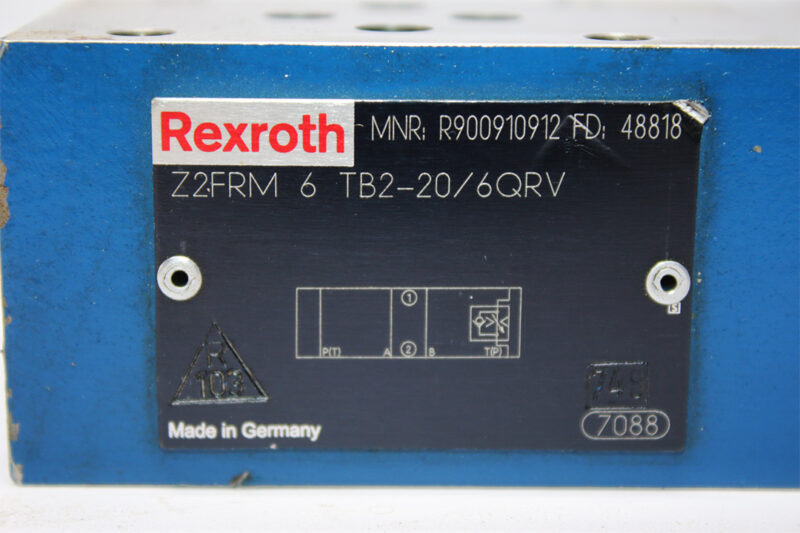 Rexroth MNR: R900910912 FD: 48818
Z2FRM 6 TB2-20/6QRV
1
P(T) A 2 B T(P)
R
103
7088
Made in Germany